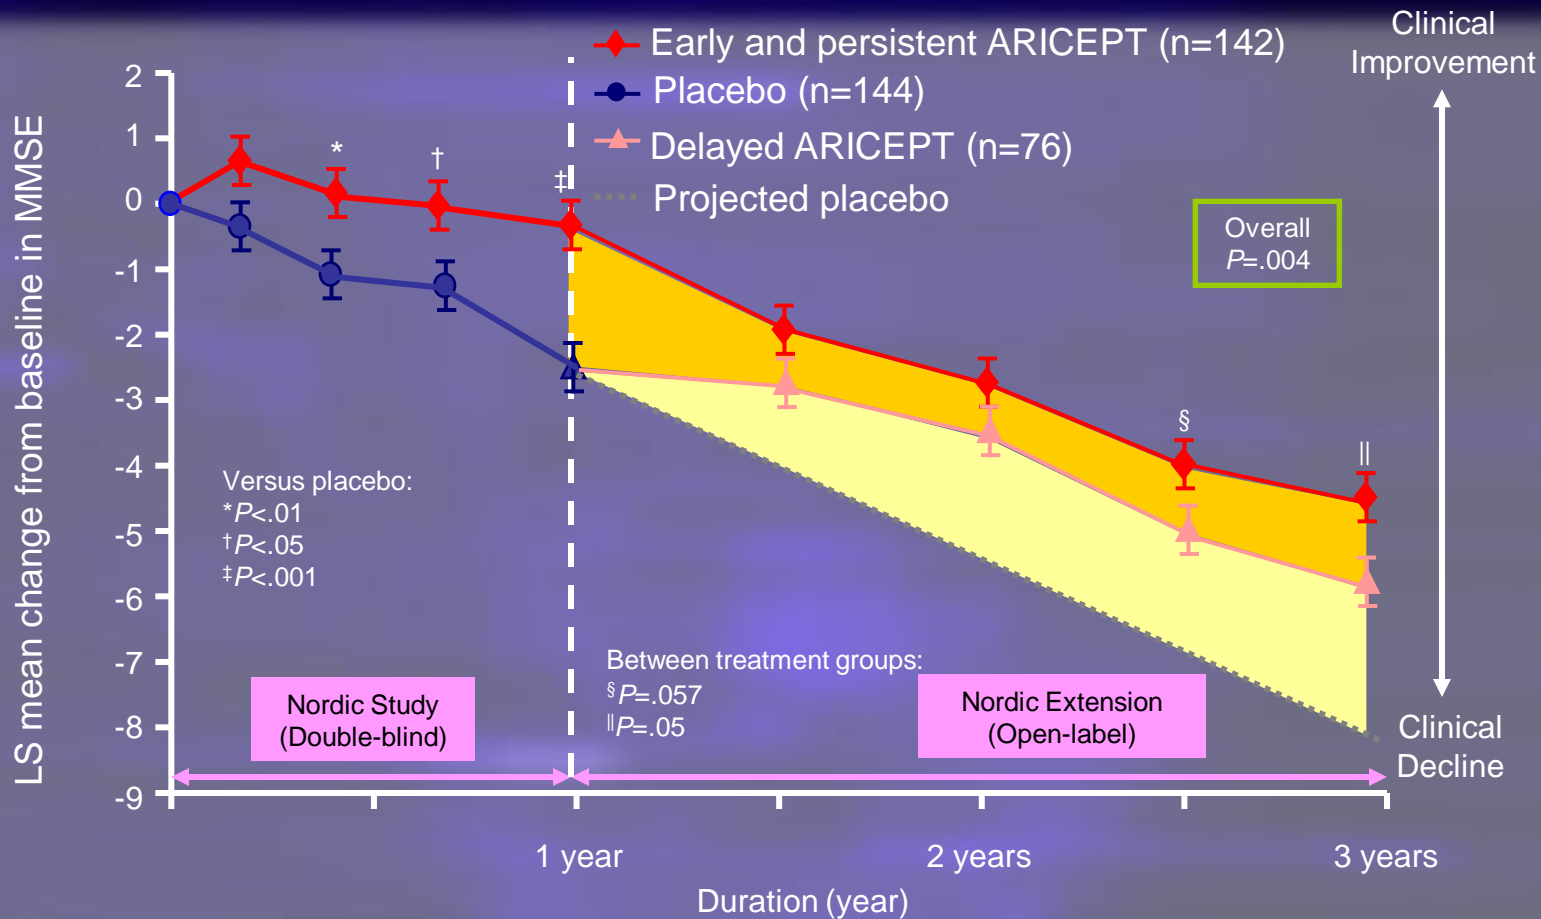 Early and persistent ARICEPT (n=142)
Placebo (n=144)
Delayed ARICEPT (n=76)
Projected placebo
Clinical
Improvement
LS mean change from baseline in MMSE
2
1
0
-1
-2
-3
-4
-5
-6
-7
-8
-9
*
†
‡
§
||
Overall
P=.004
Versus placebo:
*P<.01
†P<.05
‡P<.001
Between treatment groups:
§P=.057
||P=.05
Nordic Study
(Double-blind)
Nordic Extension
(Open-label)
Clinical
Decline
1 year
2 years
3 years
Duration (year)